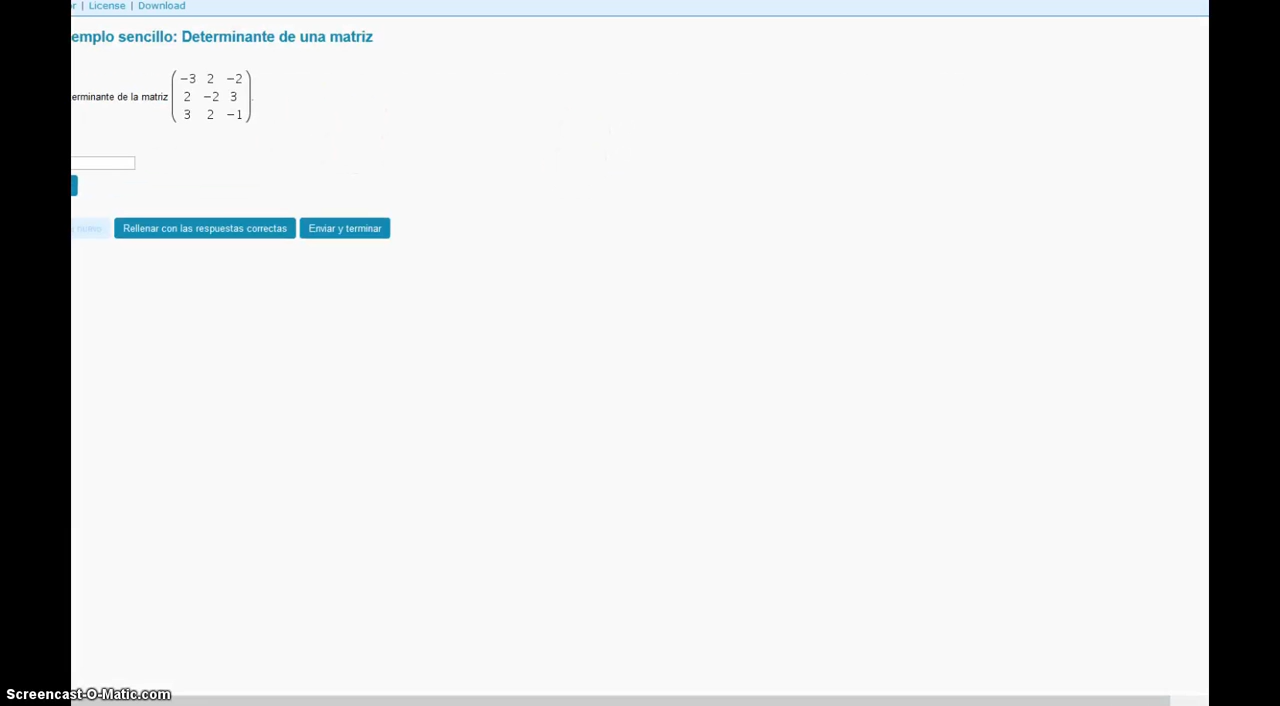 r | License | Download
emplo sencillo: Determinante de una matriz
−3 2 −2
erminante de la matriz 2 −2 3 .
3 2 −1
nuevo Rellenar con las respuestas correctas Enviar y terminar
Screencast-O-Matic.com